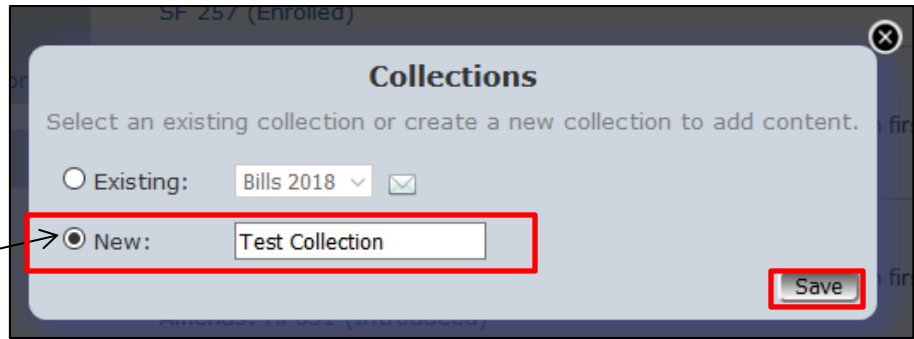 SF 257 (Enrolled)
Collections
Select an existing collection or create a new collection to add content.
Existing: Bills 2018
New: Test Collection
Save